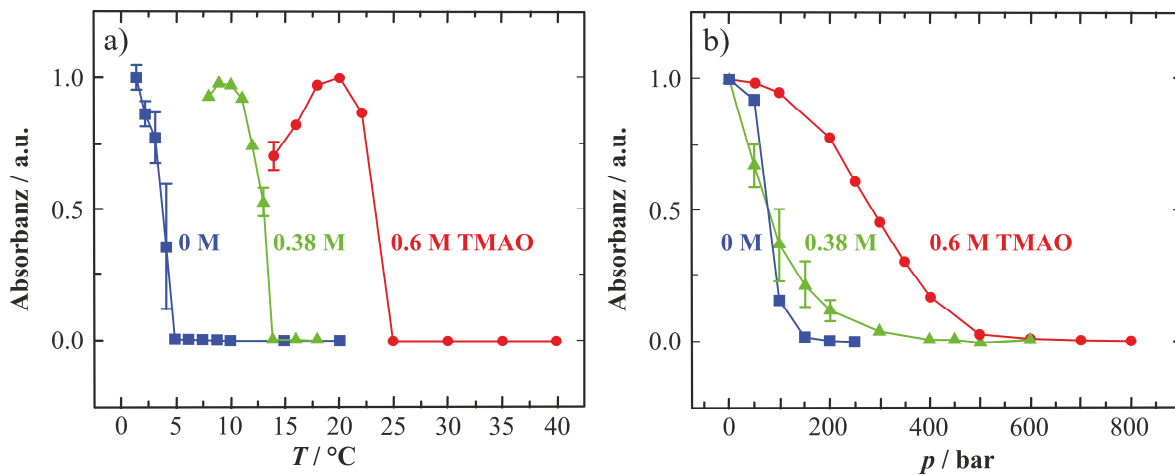 a)
Absorbanz / a.u.
1.0
0.5
0.0
0 M
0.38 M
0.6 M TMAO
0 5 10 15 20 25 30 35 40
T / °C
b)
Absorbanz / a.u.
1.0
0.5
0.0
0 M
0.38 M
0.6 M TMAO
0 200 400 600 800
p / bar